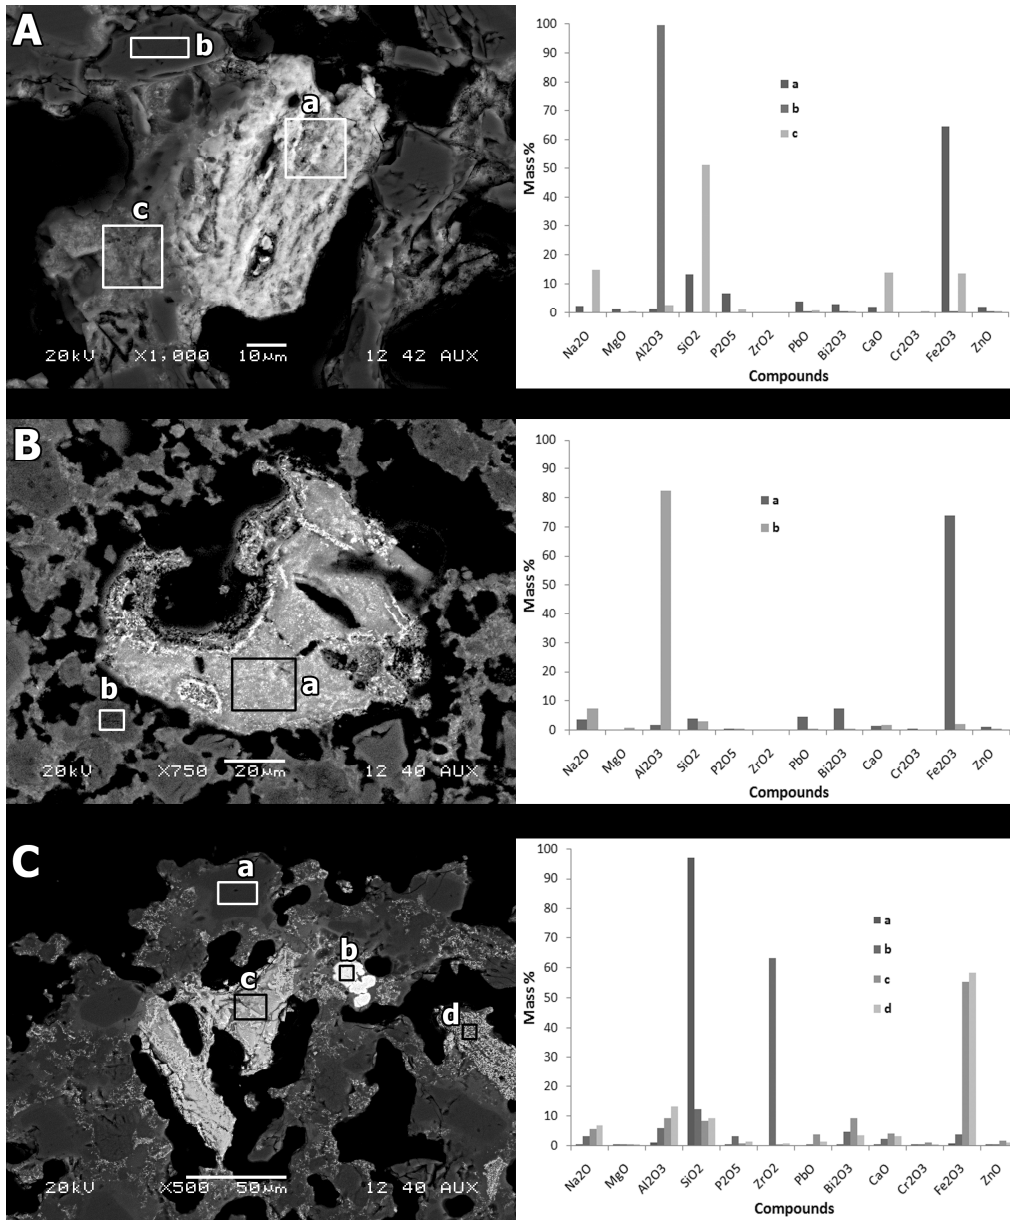 A
b
a
c
20kV X1,000 10µm 12 42 AUX
100
90
80
70
60
50
40
30
20
10
0
Mass%
a
b
c
Na2O MgO Al2O3 SiO2 P2O5 ZrO2 PbO Bi2O3 CaO Cr2O3 Fe2O3 ZnO
Compounds
B
b
a
20kV X750 20µm 12 40 AUX
100
90
80
70
60
50
40
30
20
10
0
Mass%
a
b
Na2O MgO Al2O3 SiO2 P2O5 ZrO2 PbO Bi2O3 CaO Cr2O3 Fe2O3 ZnO
Compounds
C
a
b
c
d
20kV X500 50µm 12 40 AUX
100
90
80
70
60
50
40
30
20
10
0
Mass%
a
b
c
d
Na2O MgO Al2O3 SiO2 P2O5 ZrO2 PbO Bi2O3 CaO Cr2O3 Fe2O3 ZnO
Compounds